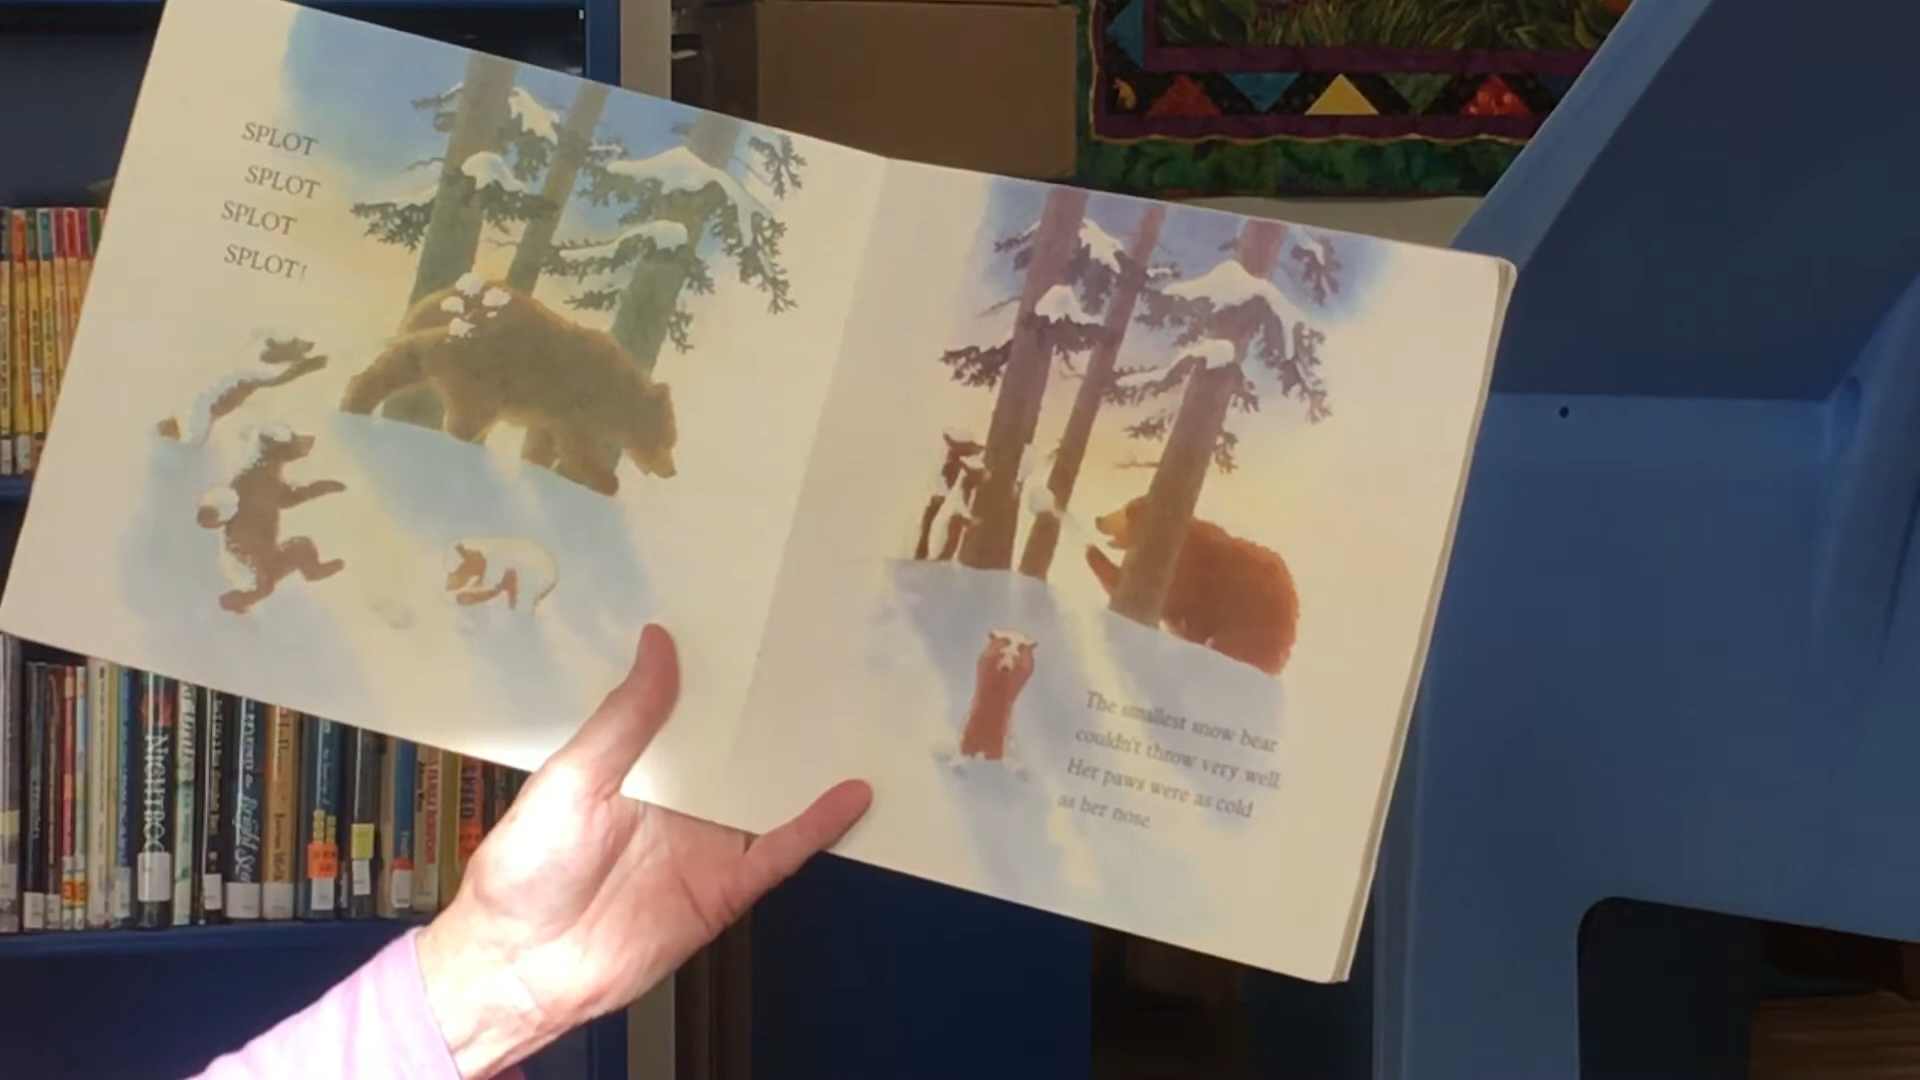 SPLOT
SPLOT
SPLOT
SPLOT!
The smallest snow bear
couldn't throw very well.
Her paws were as cold
as her nose.